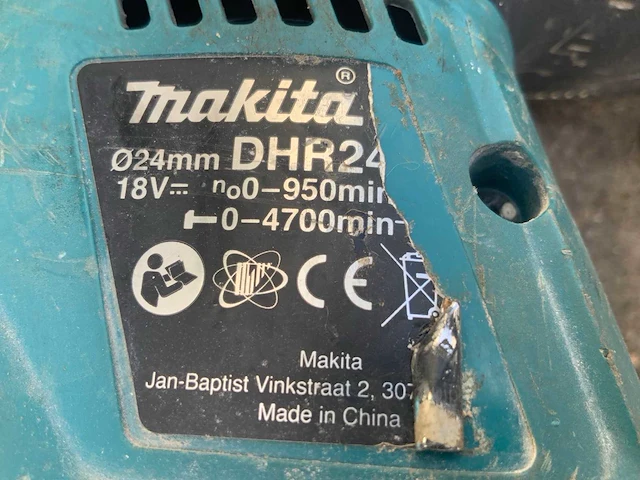 Makita®
Ø24mm DHR24
18V⎓ n₀0–950min
0–4700min⁻
CE
Makita
Jan-Baptist Vinkstraat 2, 307
Made in China